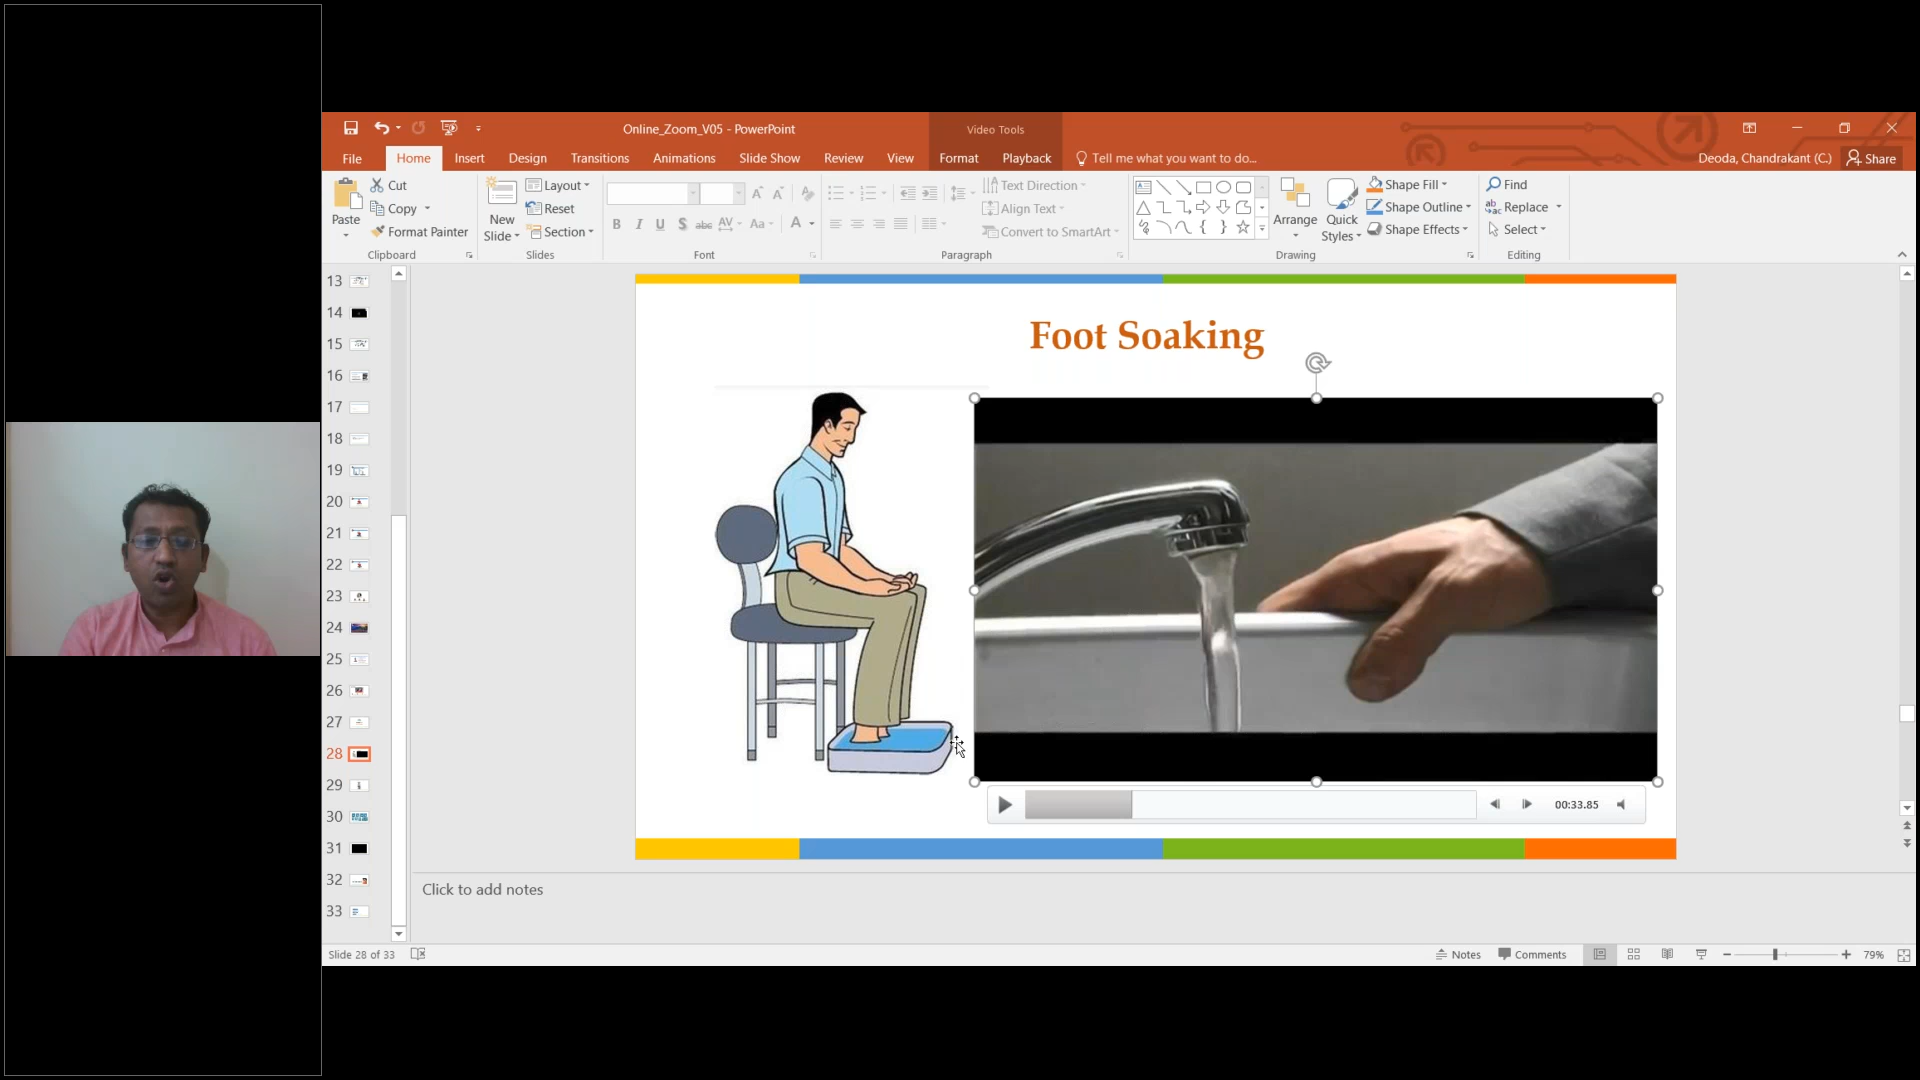 Online_Zoom_V05 - PowerPoint
Video Tools
File
Home
Insert
Design
Transitions
Animations
Slide Show
Review
View
Format
Playback
Tell me what you want to do...
Deoda, Chandrakant (C.)
Share
Paste
Cut
Copy
Format Painter
Clipboard
New
Slide
Layout
Reset
Section
Slides
B I U S abc AV Aa A
Font
Text Direction
Align Text
Convert to SmartArt
Paragraph
Arrange
Quick
Styles
Shape Fill
Shape Outline
Shape Effects
Drawing
Find
Replace
Select
Editing
13
14
15
16
17
18
19
20
21
22
23
24
25
26
27
28
29
30
31
32
33
Foot Soaking
00:33.85
Click to add notes
Slide 28 of 33
Notes
Comments
79%